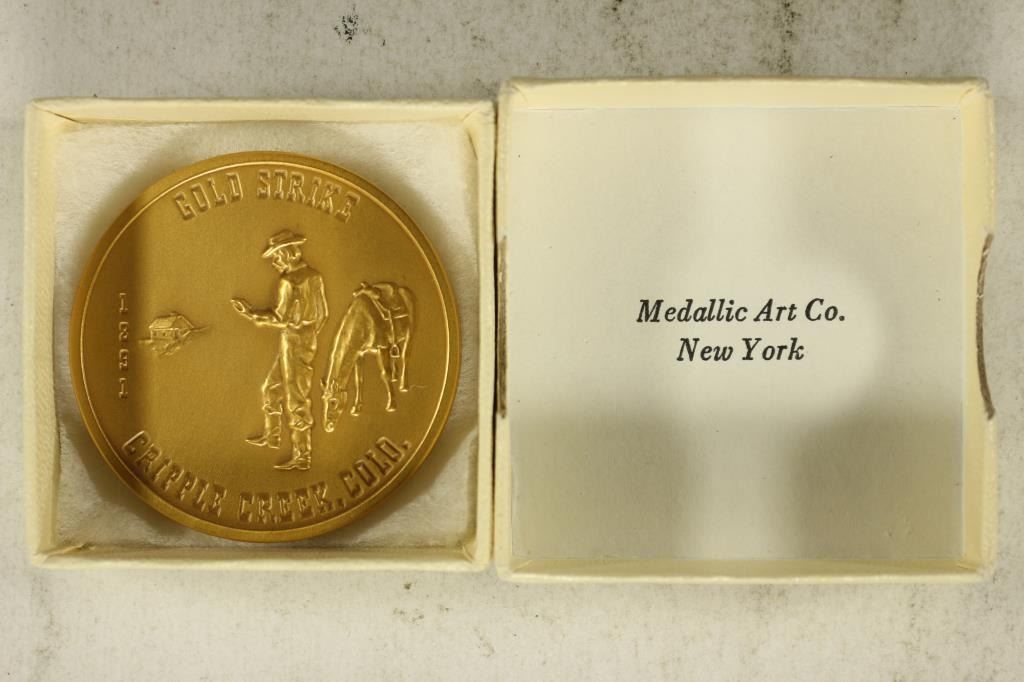 GOLD STRIKE
1891
CRIPPLE CREEK, COLO.
Medallic Art Co.
New York